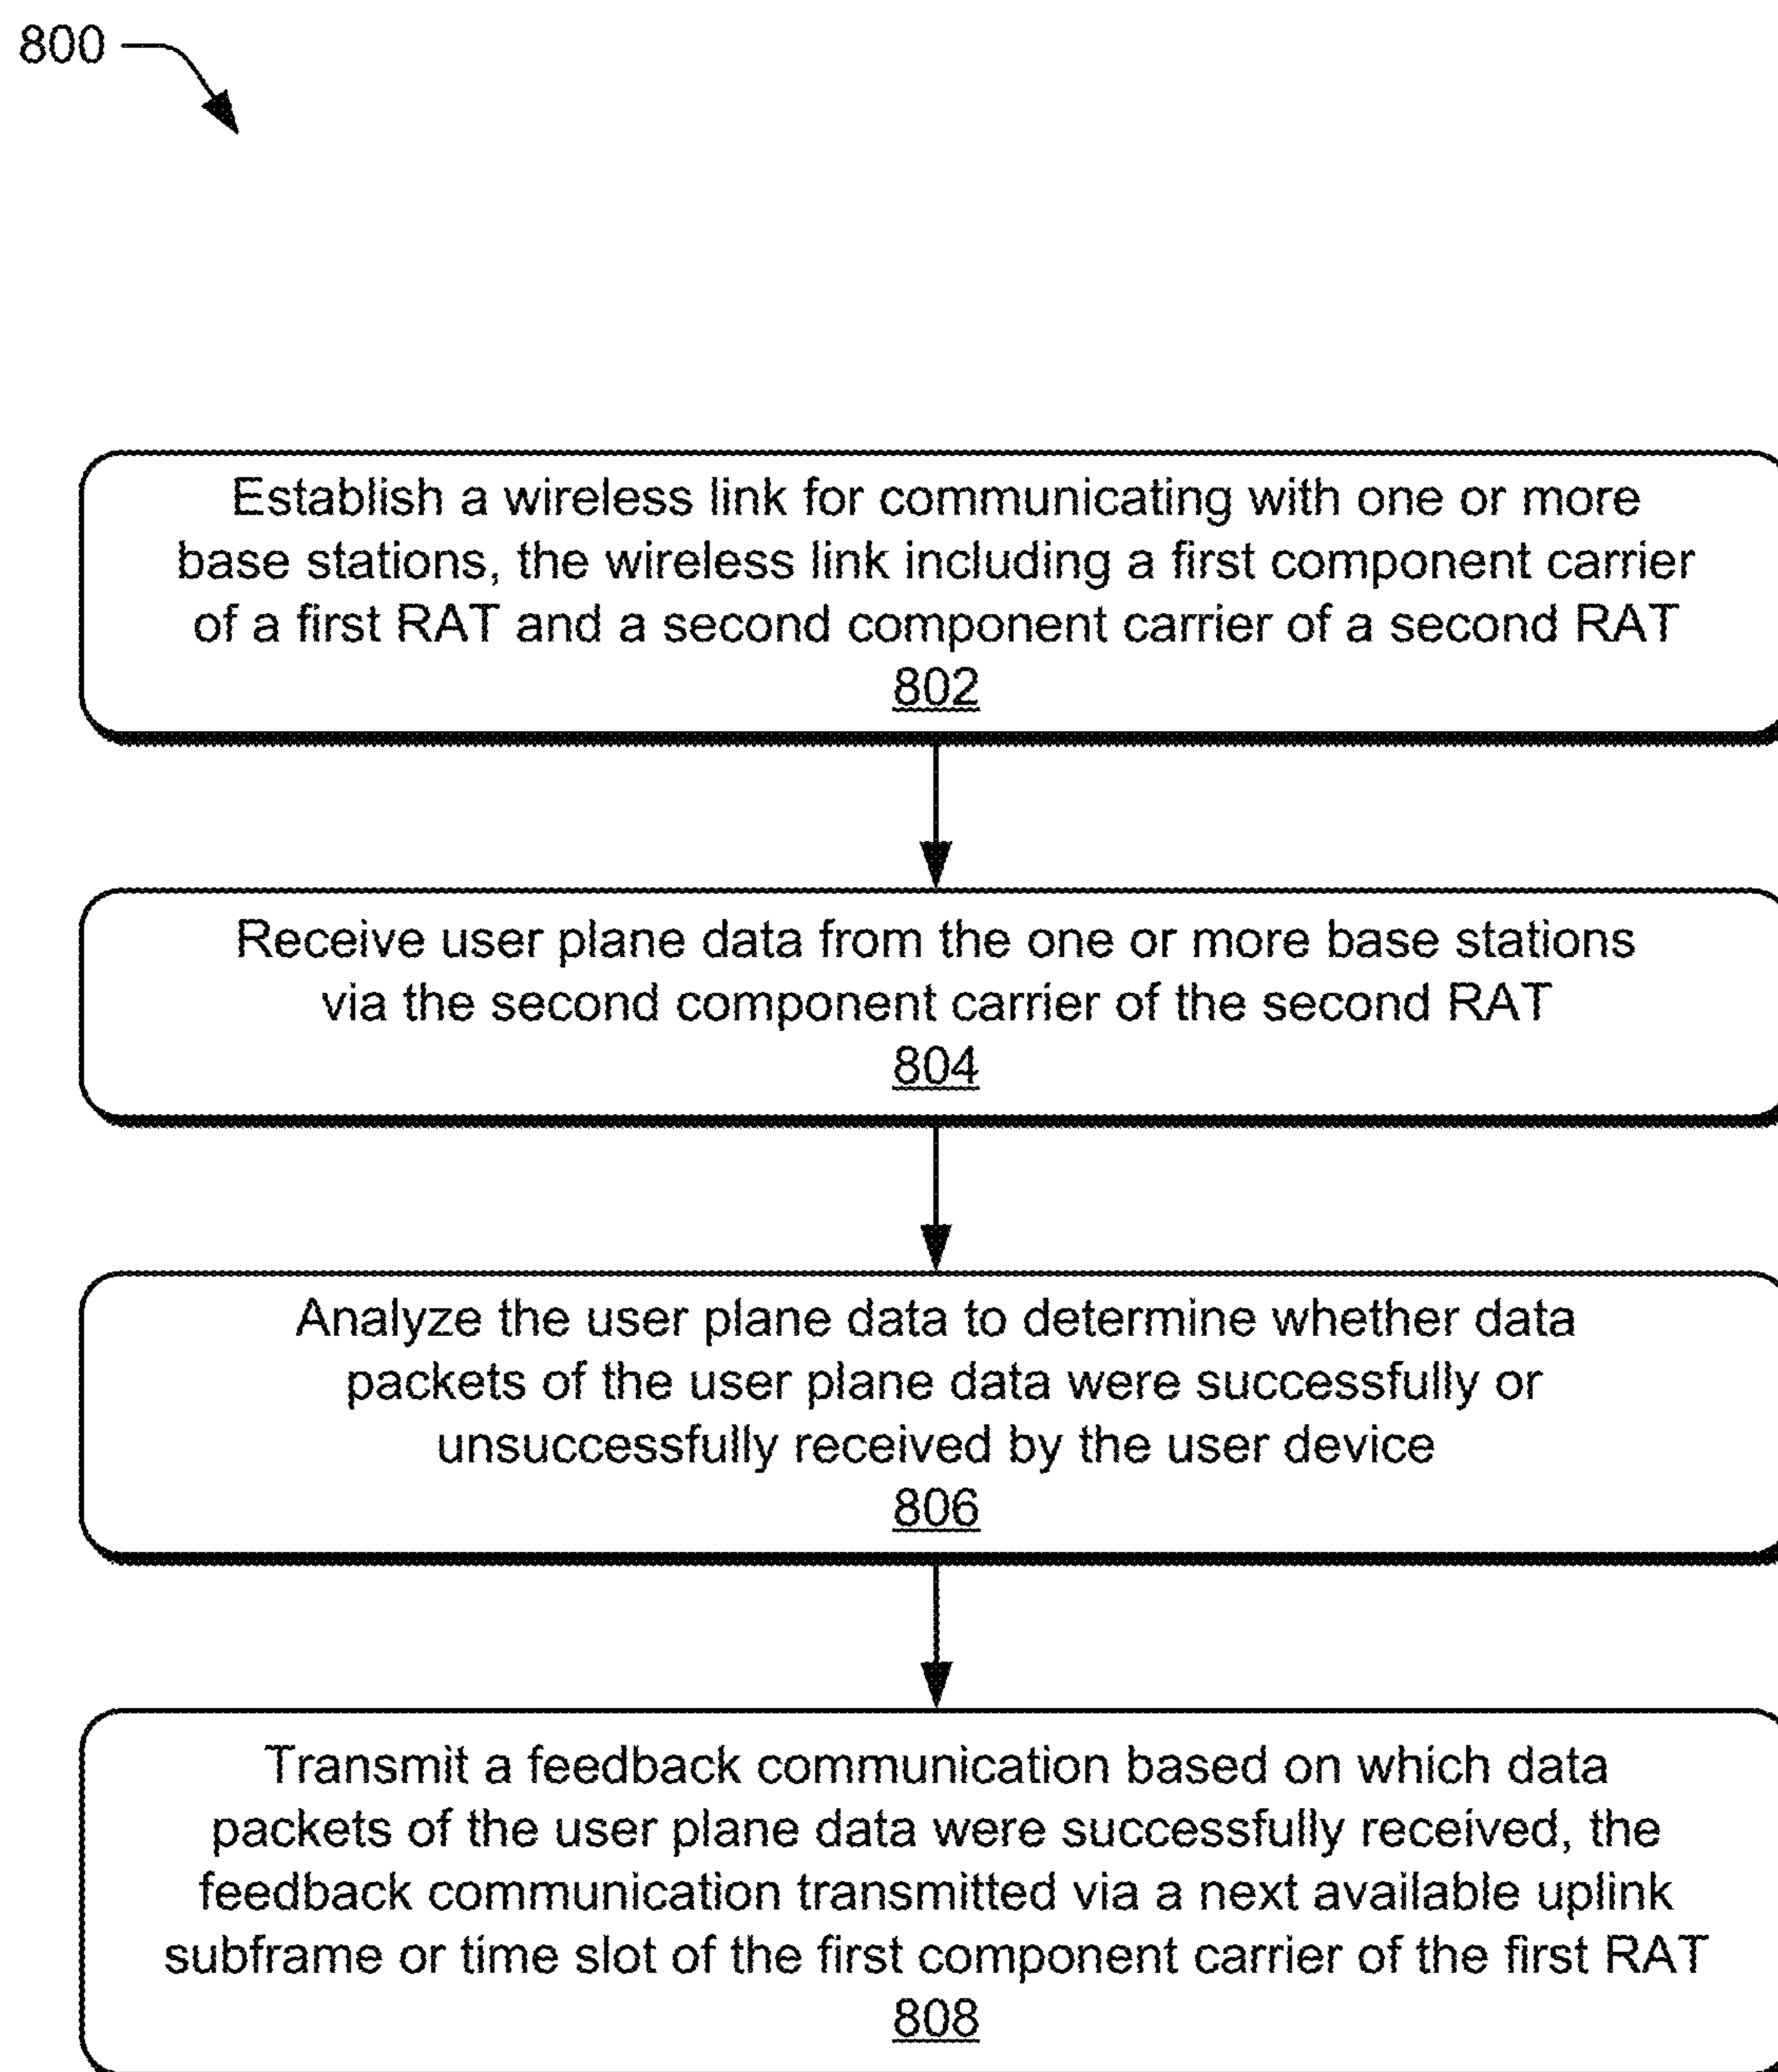 800
Establish a wireless link for communicating with one or more
base stations, the wireless link including a first component carrier
of a first RAT and a second component carrier of a second RAT
802
Receive user plane data from the one or more base stations
via the second component carrier of the second RAT
804
Analyze the user plane data to determine whether data
packets of the user plane data were successfully or
unsuccessfully received by the user device
806
Transmit a feedback communication based on which data
packets of the user plane data were successfully received, the
feedback communication transmitted via a next available uplink
subframe or time slot of the first component carrier of the first RAT
808